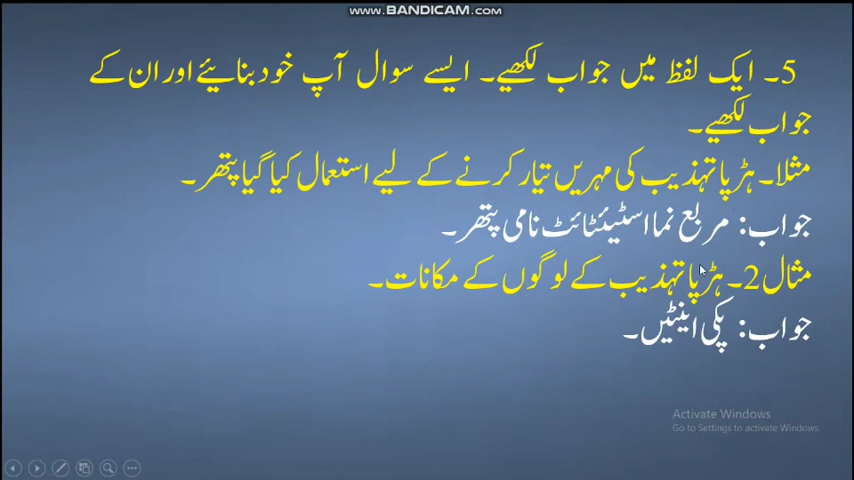 www.BANDICAM.com
5۔ ایک لفظ میں جواب لکھیے۔ ایسے سوال آپ خود بنائیے اور ان کے
جواب لکھیے۔
مثلا۔ ہڑپا تہذیب کی مہریں تیار کرنے کے لیے استعمال کیا گیا پتھر۔
جواب: مربع نما اسٹیئٹائٹ نامی پتھر۔
مثال 2۔ ہڑپا تہذیب کے لوگوں کے مکانات۔
جواب: پکی اینٹیں۔
Activate Windows
Go to Settings to activate Windows.